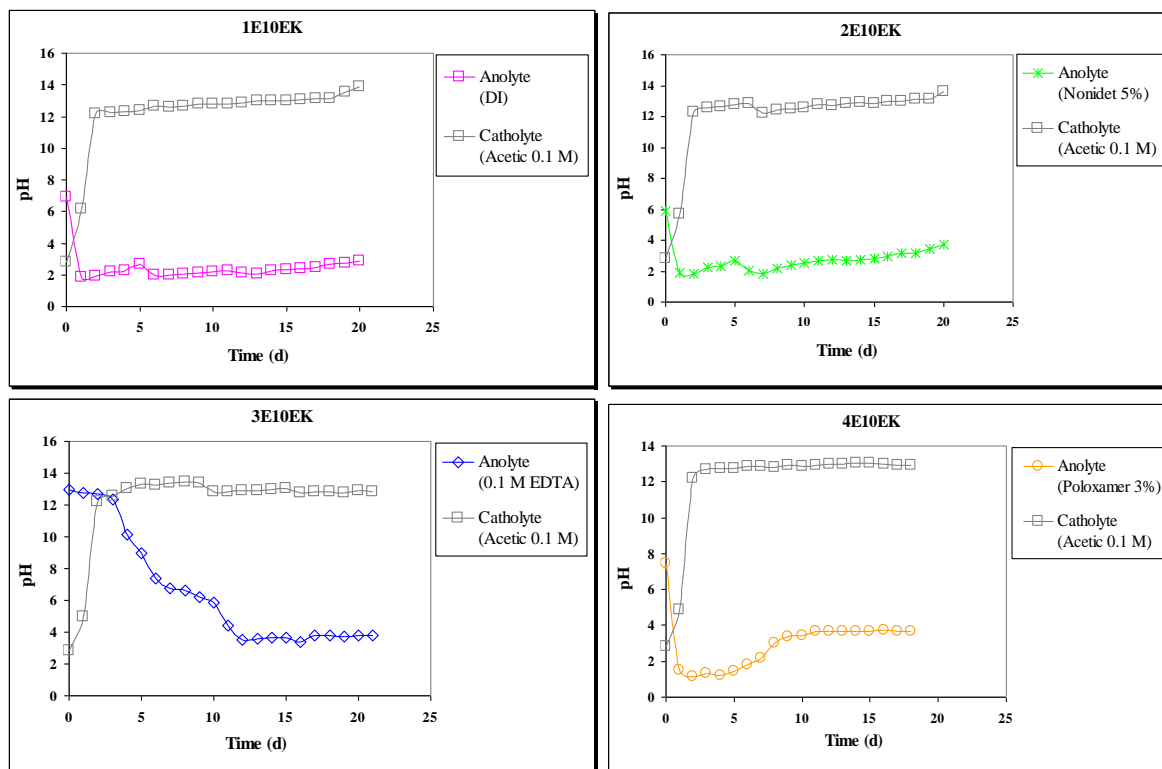 1E10EK
16
14
12
10
8
6
4
2
0
pH
0 5 10 15 20 25
Time (d)
Anolyte
(DI)
Catholyte
(Acetic 0.1 M)
2E10EK
16
14
12
10
8
6
4
2
0
pH
0 5 10 15 20 25
Time (d)
Anolyte
(Nonidet 5%)
Catholyte
(Acetic 0.1 M)
3E10EK
16
14
12
10
8
6
4
2
0
pH
0 5 10 15 20 25
Time (d)
Anolyte
(0.1 M EDTA)
Catholyte
(Acetic 0.1 M)
4E10EK
14
12
10
8
6
4
2
0
pH
0 5 10 15 20 25
Time (d)
Anolyte
(Poloxamer 3%)
Catholyte
(Acetic 0.1 M)